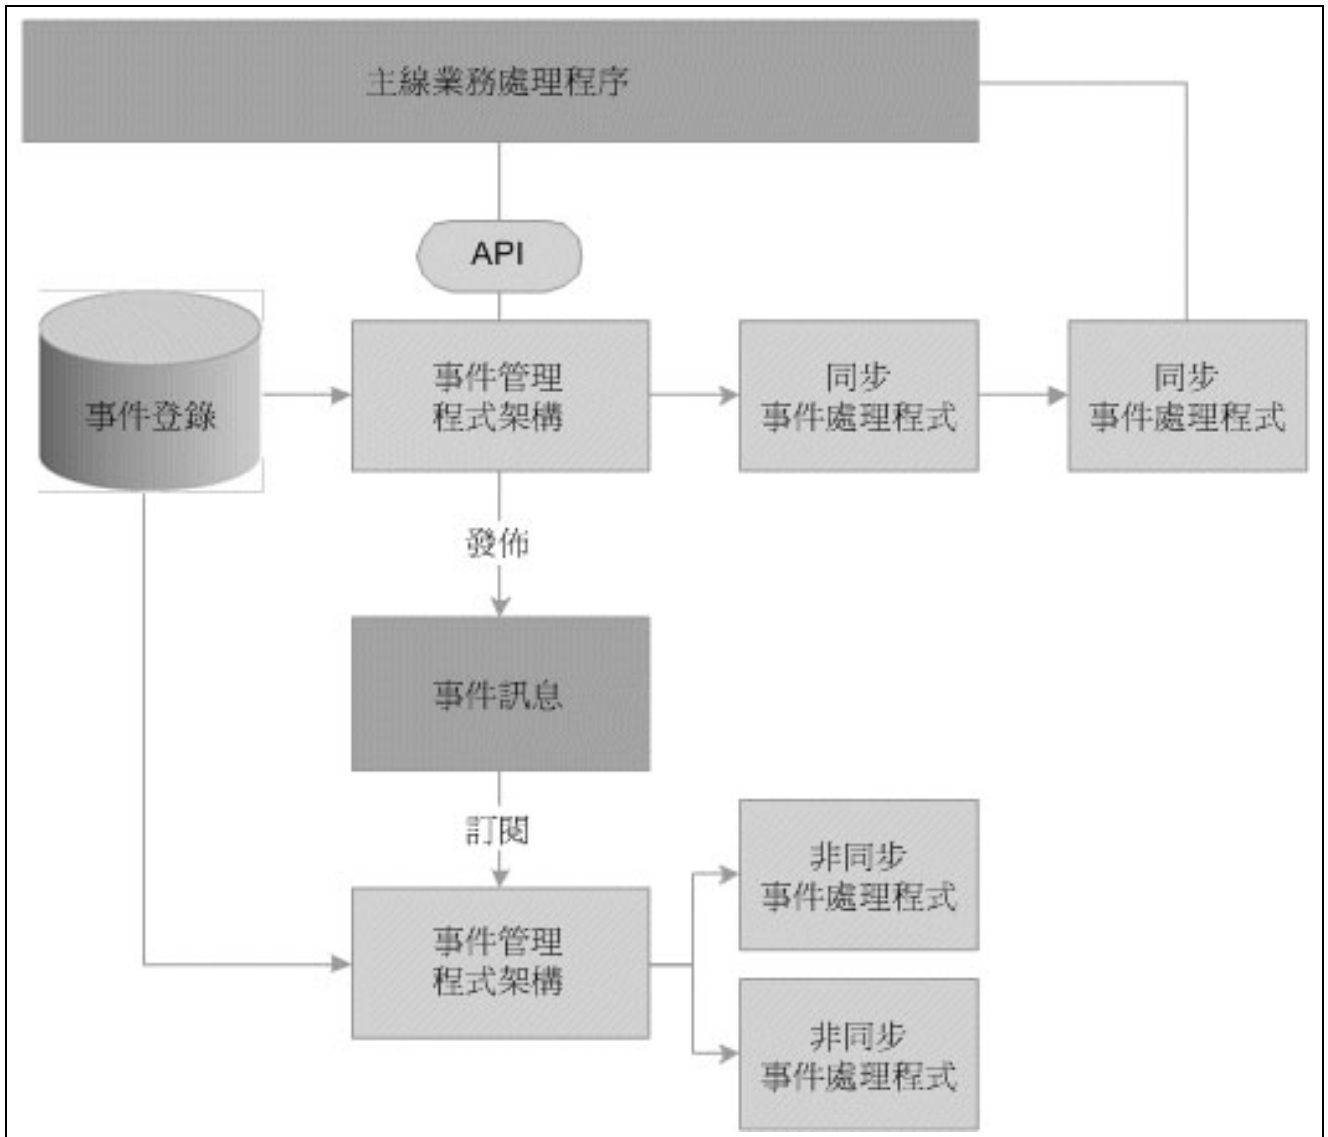 主線業務處理程序
API
事件登錄
事件管理
程式架構
同步
事件處理程式
同步
事件處理程式
發佈
事件訊息
訂閱
事件管理
程式架構
非同步
事件處理程式
非同步
事件處理程式